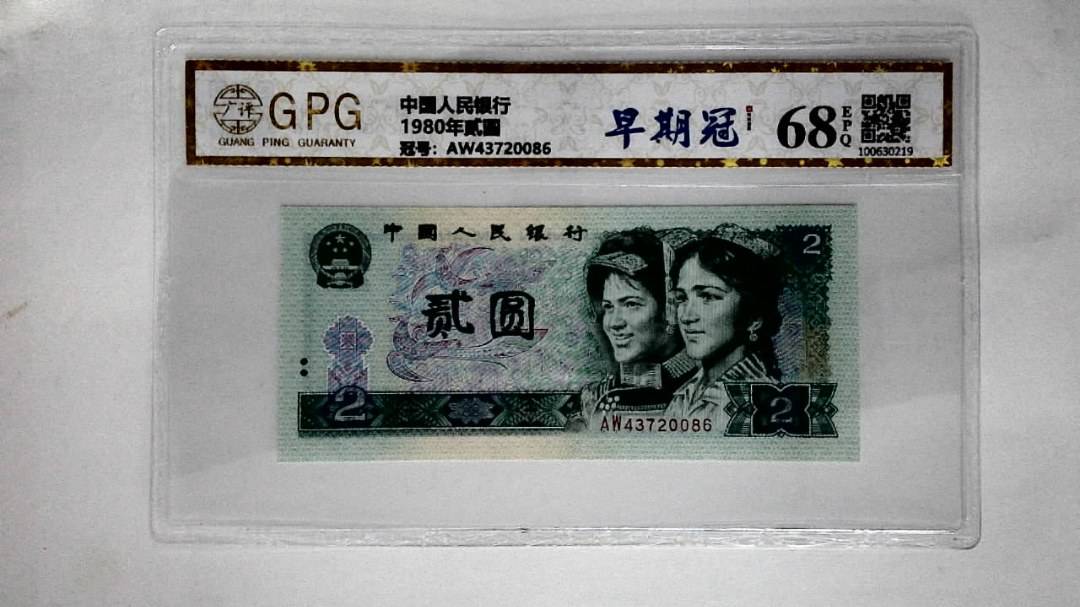 广评
GPG
GUANG PING GUARANTY
中国人民银行
1980年贰圆
冠号：AW43720086
早期冠
68
EPQ
100630219
中国人民银行
2
贰圆
2
2
AW43720086